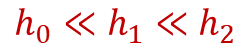 h₀ ≪ h₁ ≪ h₂